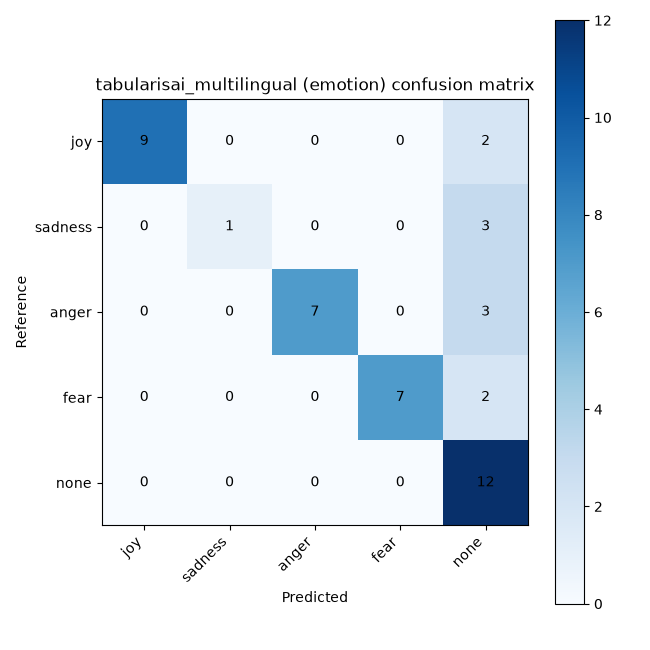 tabularisai_multilingual (emotion) confusion matrix
joy 9 0 0 0 2
sadness 0 1 0 0 3
anger 0 0 7 0 3
fear 0 0 0 7 2
none 0 0 0 0 12
joy sadness anger fear none
Predicted
Reference
12
10
8
6
4
2
0